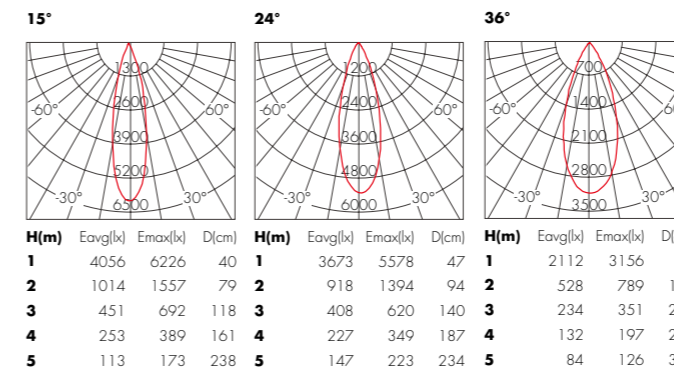 15° 24° 36°
1300 1200 700
2600 2400 1400
-60° 60° -60° 60° -60°
3900 3600 2100
5200 4800 2800
-30° 30° -30° 30° -30° 30°
6500 6000 3500
H(m) Eavg(lx) Emax(lx) D(cm) H(m) Eavg(lx) Emax(lx) D(cm) H(m) Eavg(lx) Emax(lx)
1 4056 6226 40 1 3673 5578 47 1 2112 3156
2 1014 1557 79 2 918 1394 94 2 528 789
3 451 692 118 3 408 620 140 3 234 351
4 253 389 161 4 227 349 187 4 132 197
5 113 173 238 5 147 223 234 5 84 126